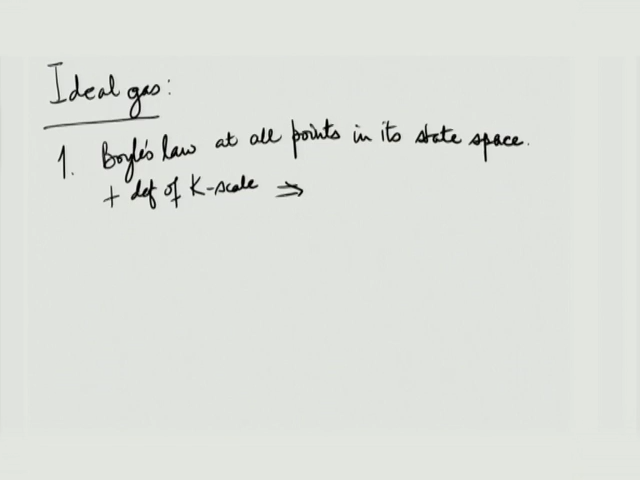 Ideal gas:
1. Boyle's law at all points in its state space.
+ def of K-scale ⇒